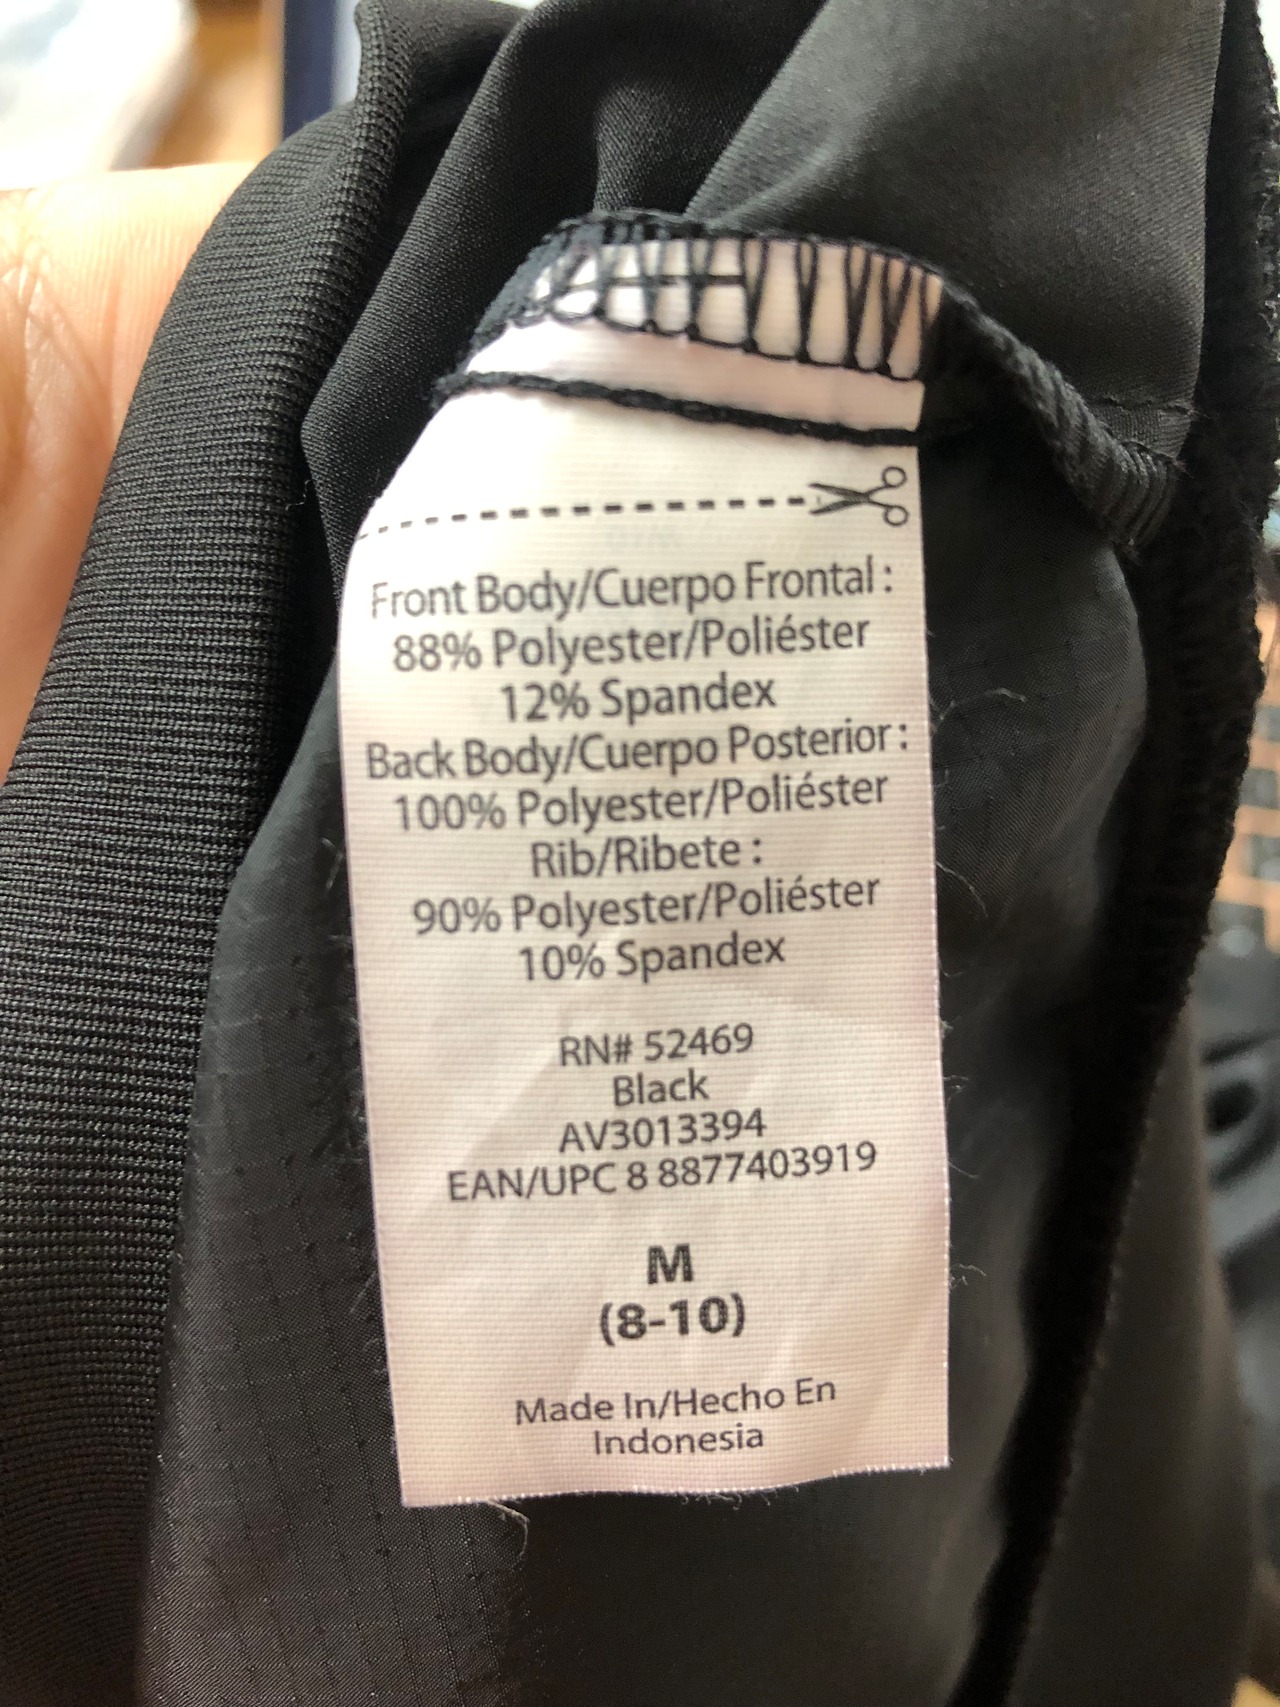 Front Body/Cuerpo Frontal :
88% Polyester/Poliéster
12% Spandex
Back Body/Cuerpo Posterior :
100% Polyester/Poliéster
Rib/Ribete :
90% Polyester/Poliéster
10% Spandex
RN# 52469
Black
AV3013394
EAN/UPC 8 8877403919
M
(8-10)
Made In/Hecho En
Indonesia